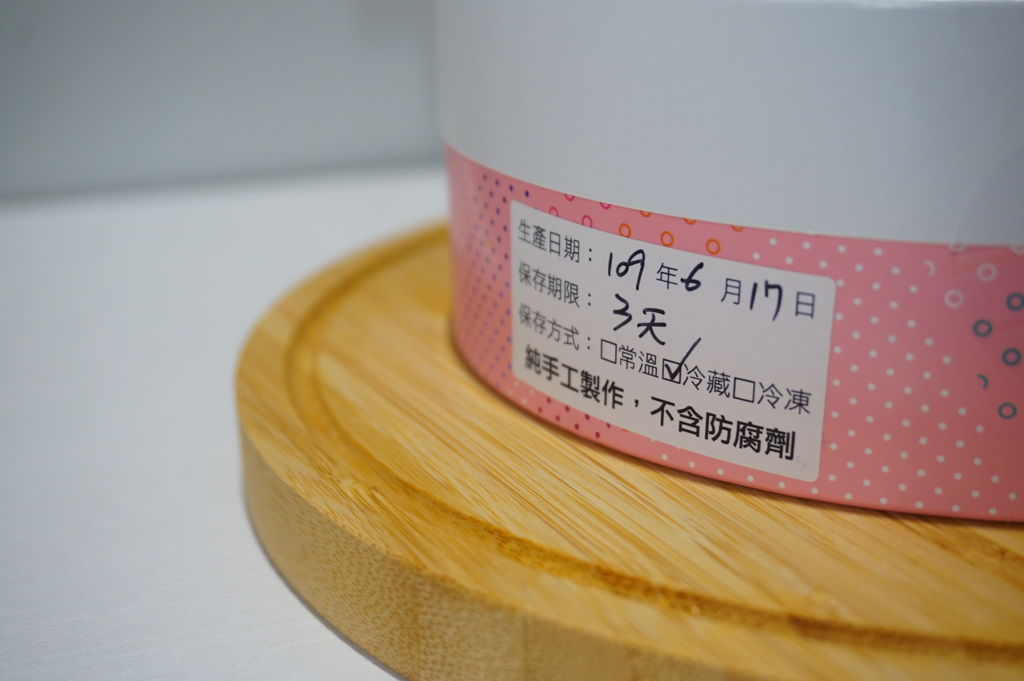 生產日期：109年6月17日
保存期限：3天
保存方式：□常溫☑冷藏□冷凍
純手工製作，不含防腐劑